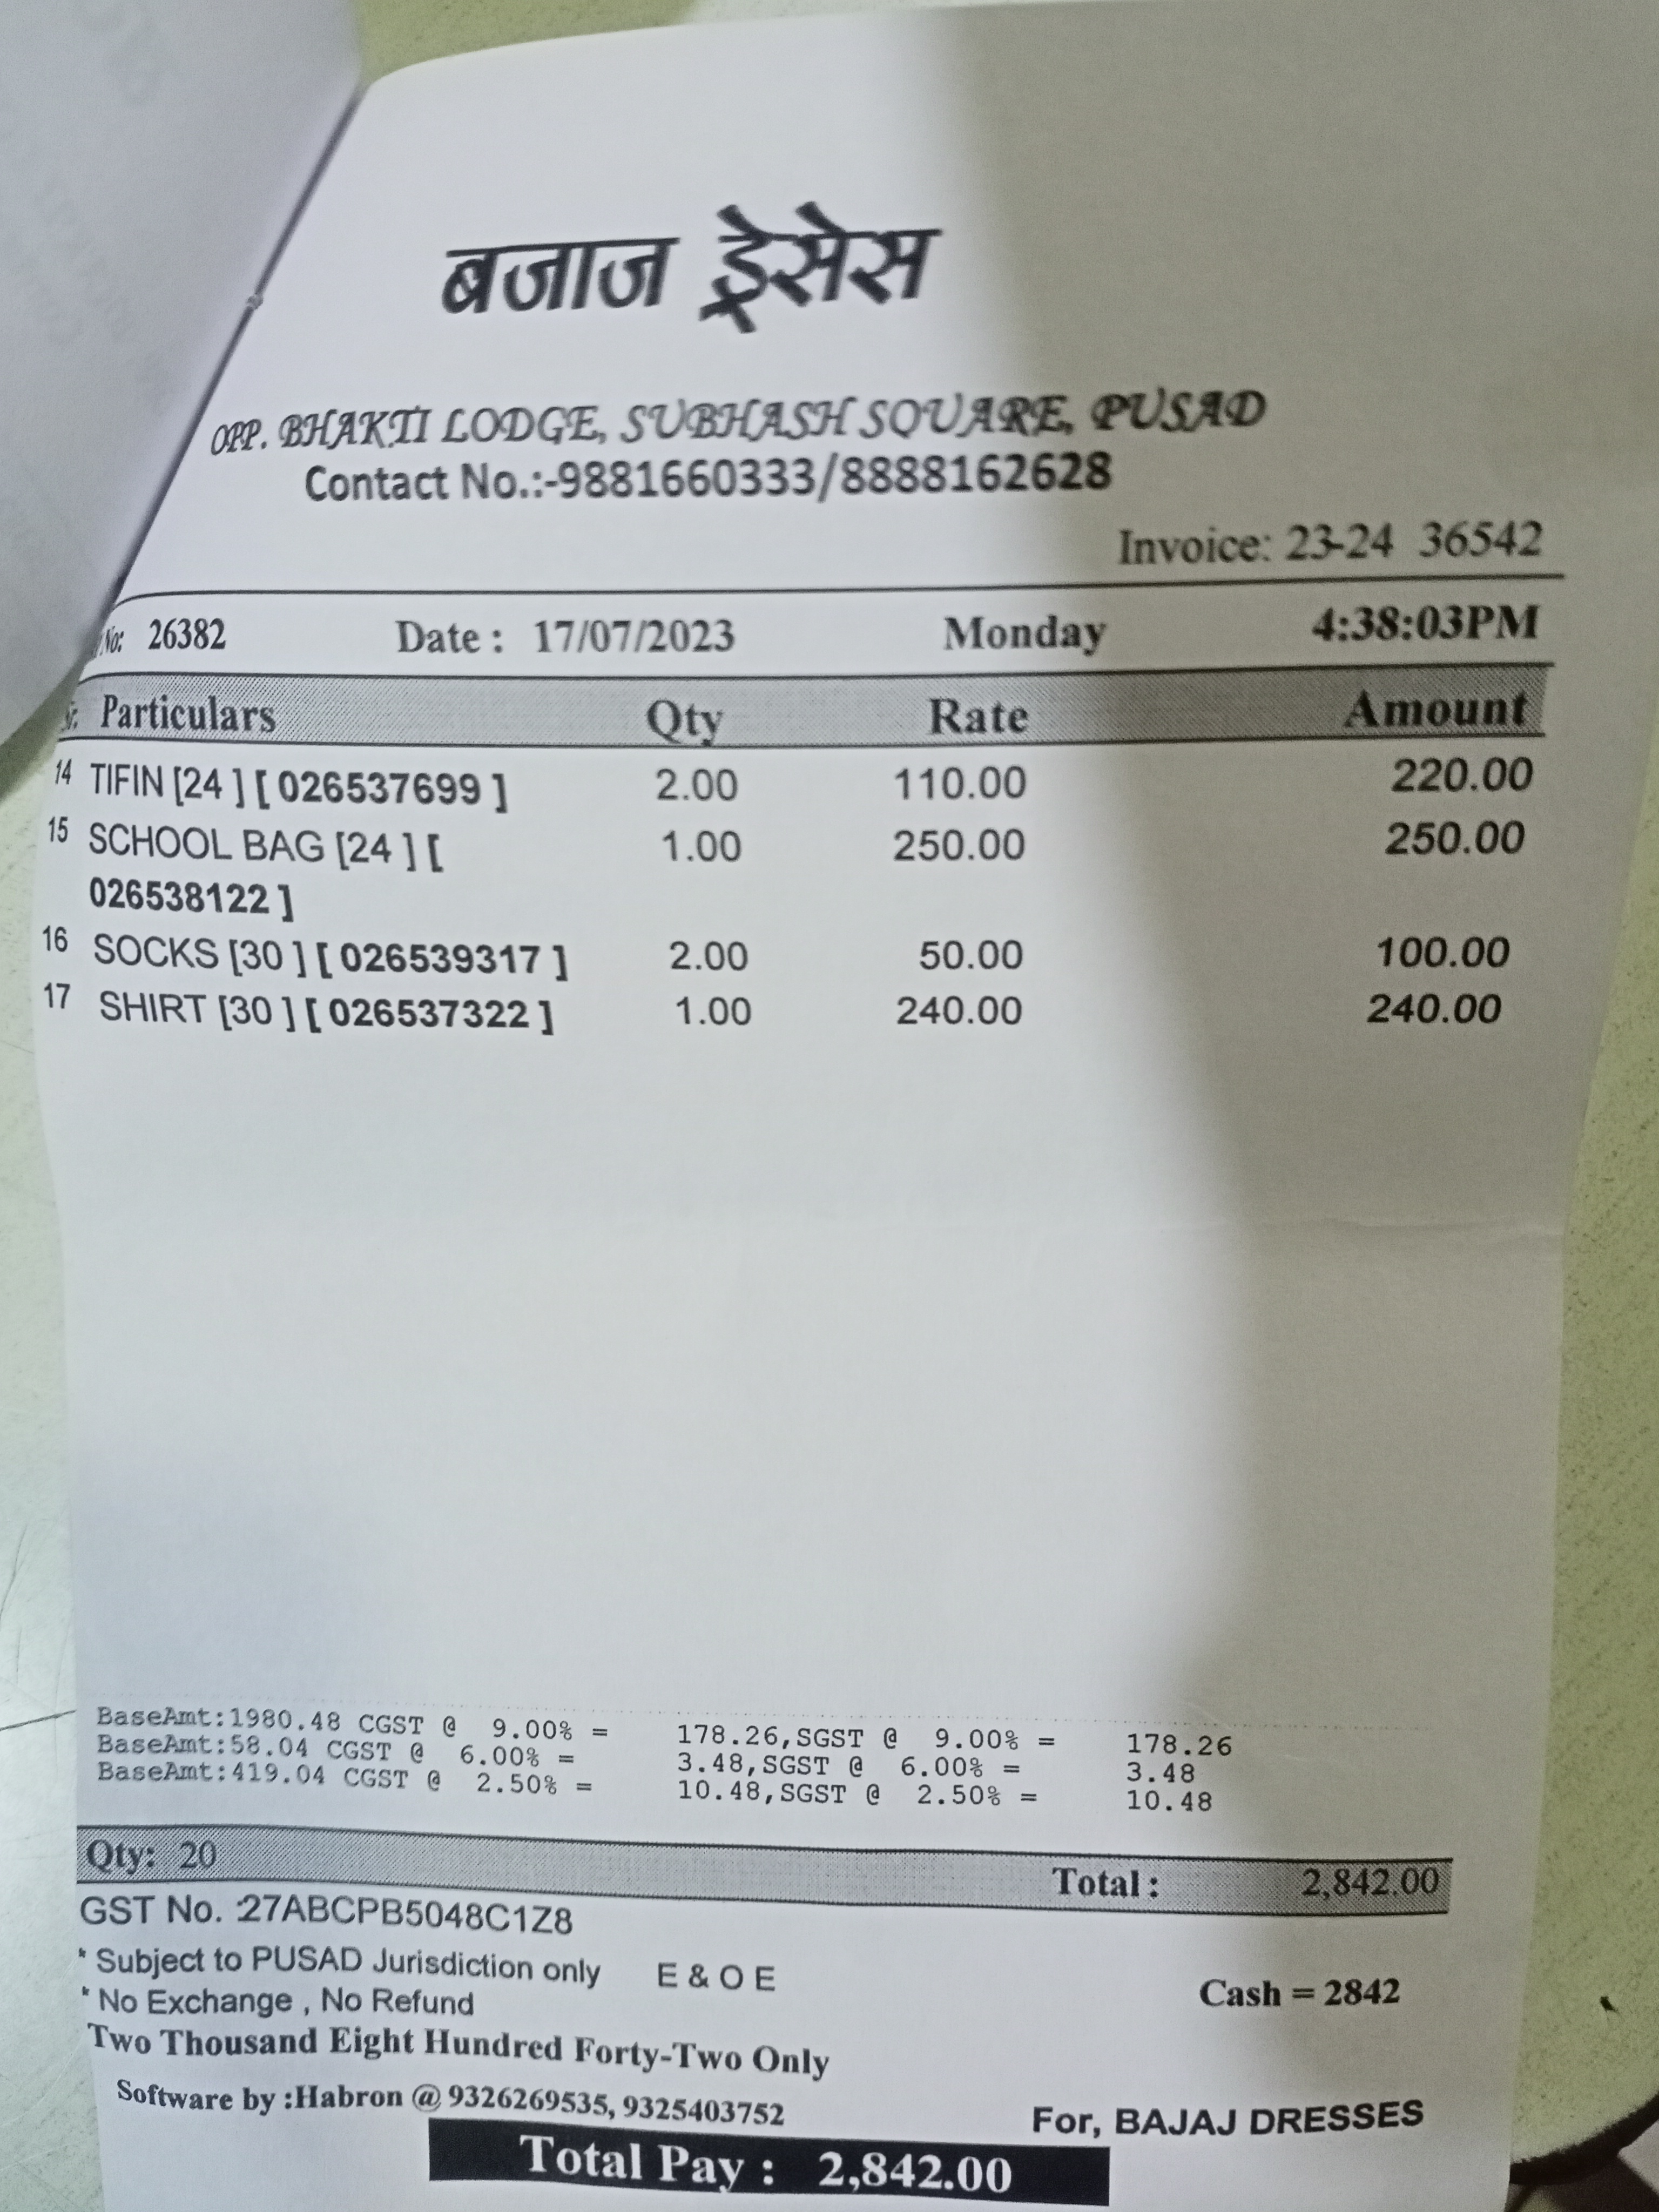 बजाज ड्रेसेस
OPP. BHAKTI LODGE, SUBHASH SQUARE, PUSAD
Contact No.:-9881660333/8888162628
Invoice: 23-24 36542
No: 26382 Date : 17/07/2023 Monday 4:38:03PM
Particulars Qty Rate Amount
14 TIFIN [24 ] [ 026537699 ] 2.00 110.00 220.00
15 SCHOOL BAG [24 ] [ 1.00 250.00 250.00
026538122 ]
16 SOCKS [30 ] [ 026539317 ] 2.00 50.00 100.00
17 SHIRT [30 ] [ 026537322 ] 1.00 240.00 240.00
BaseAmt:1980.48 CGST @ 9.00% = 178.26,SGST @ 9.00% = 178.26
BaseAmt:58.04 CGST @ 6.00% = 3.48,SGST @ 6.00% = 3.48
BaseAmt:419.04 CGST @ 2.50% = 10.48,SGST @ 2.50% = 10.48
Qty: 20 Total : 2,842.00
GST No. :27ABCPB5048C1Z8
* Subject to PUSAD Jurisdiction only E & O E
Cash = 2842
* No Exchange , No Refund
Two Thousand Eight Hundred Forty-Two Only
Software by :Habron @ 9326269535, 9325403752
For, BAJAJ DRESSES
Total Pay : 2,842.00